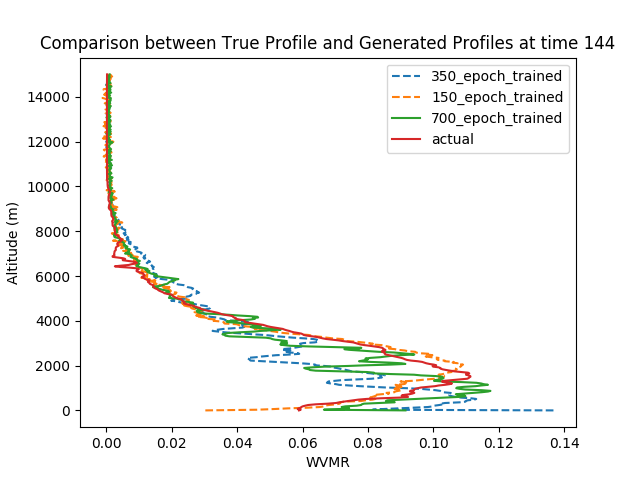 Comparison between True Profile and Generated Profiles at time 144
350_epoch_trained
150_epoch_trained
700_epoch_trained
actual
Altitude (m)
14000
12000
10000
8000
6000
4000
2000
0
0.00 0.02 0.04 0.06 0.08 0.10 0.12 0.14
WVMR